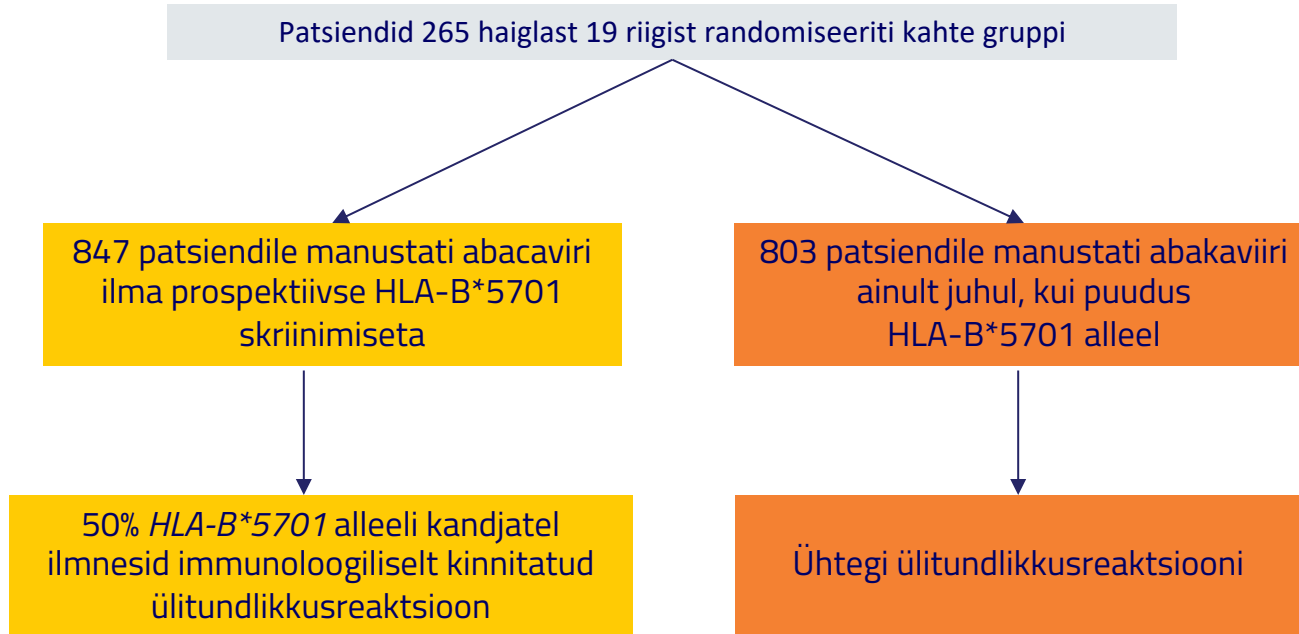 Patsiendid 265 haiglast 19 riigist randomiseeriti kahte gruppi
847 patsiendile manustati abacaviri
ilma prospektiivse HLA-B*5701
skriinimiseta
803 patsiendile manustati abakaviiri
ainult juhul, kui puudus
HLA-B*5701 alleel
50% HLA-B*5701 alleeli kandjatel
ilmnesid immunoloogiliselt kinnitatud
ülitundlikkusreaktsioon
Ühtegi ülitundlikkusreaktsiooni